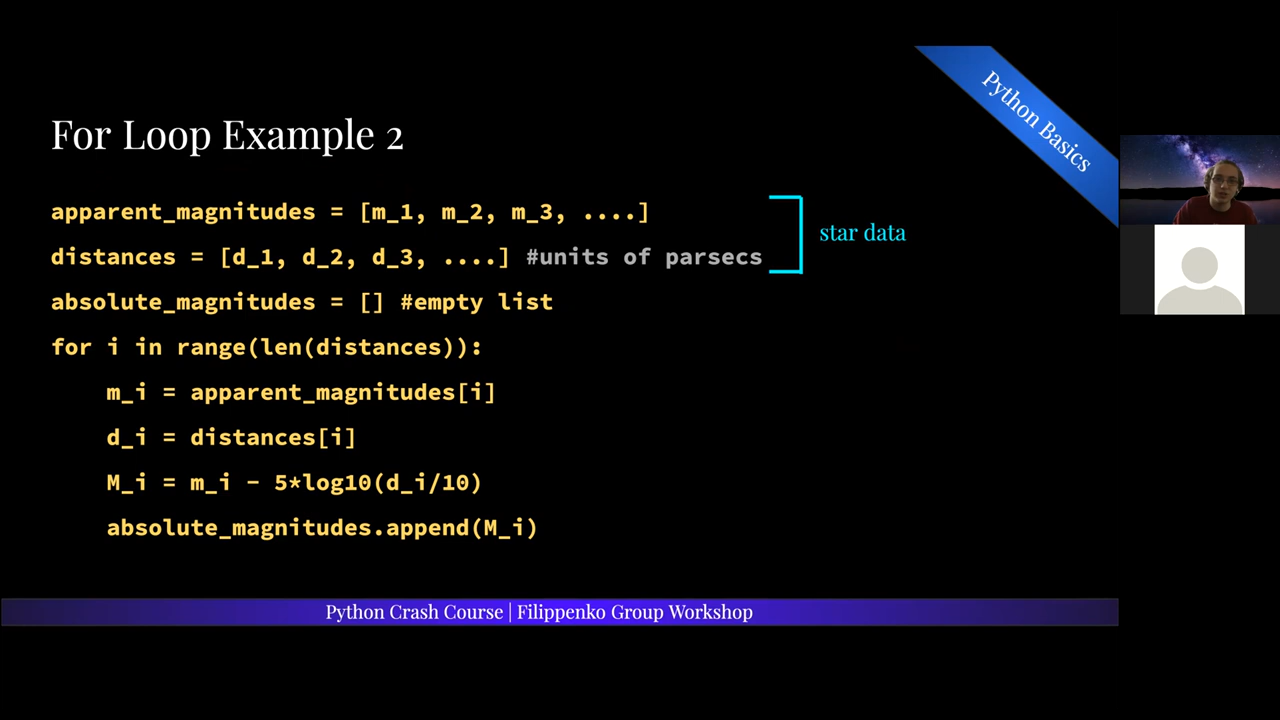 Python Basics
For Loop Example 2
apparent_magnitudes = [m_1, m_2, m_3, ....]
distances = [d_1, d_2, d_3, ....] #units of parsecs
star data
absolute_magnitudes = [] #empty list
for i in range(len(distances)):
    m_i = apparent_magnitudes[i]
    d_i = distances[i]
    M_i = m_i - 5*log10(d_i/10)
    absolute_magnitudes.append(M_i)
Python Crash Course | Filippenko Group Workshop